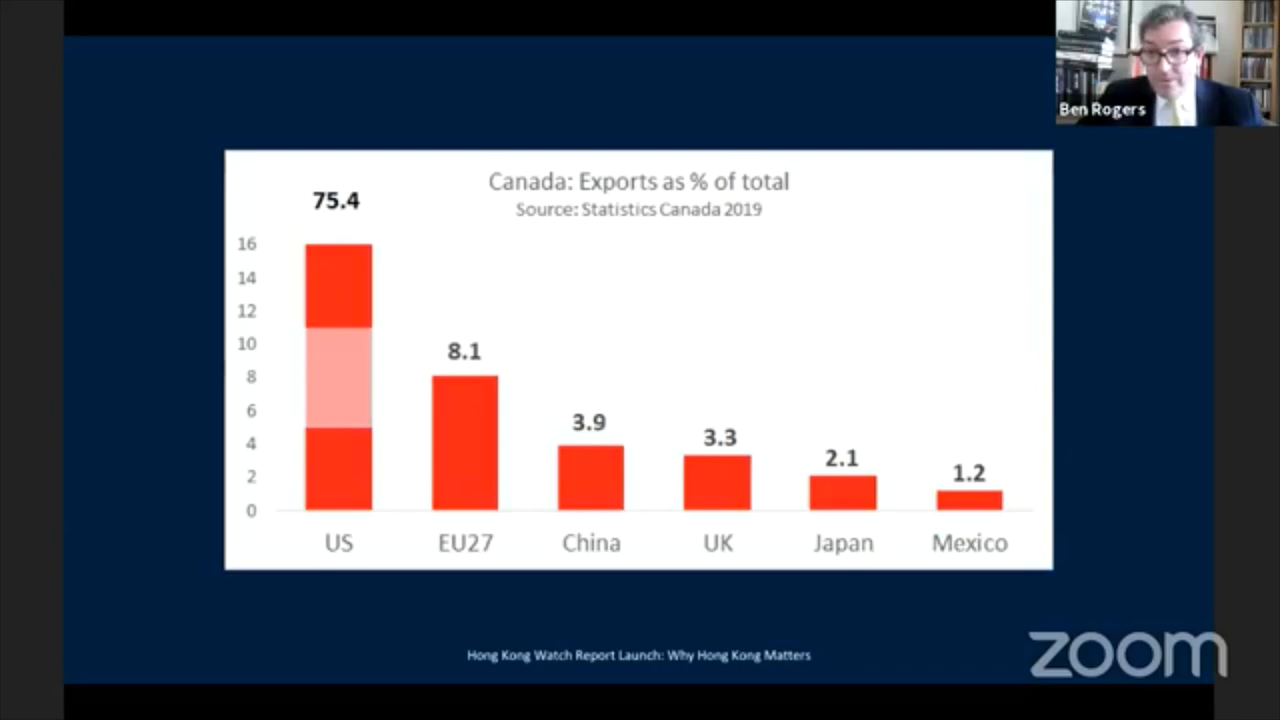 Ben Rogers
Canada: Exports as % of total
Source: Statistics Canada 2019
75.4
16
14
12
10
8
6
4
2
0
8.1
3.9
3.3
2.1
1.2
US EU27 China UK Japan Mexico
Hong Kong Watch Report Launch: Why Hong Kong Matters
zoom